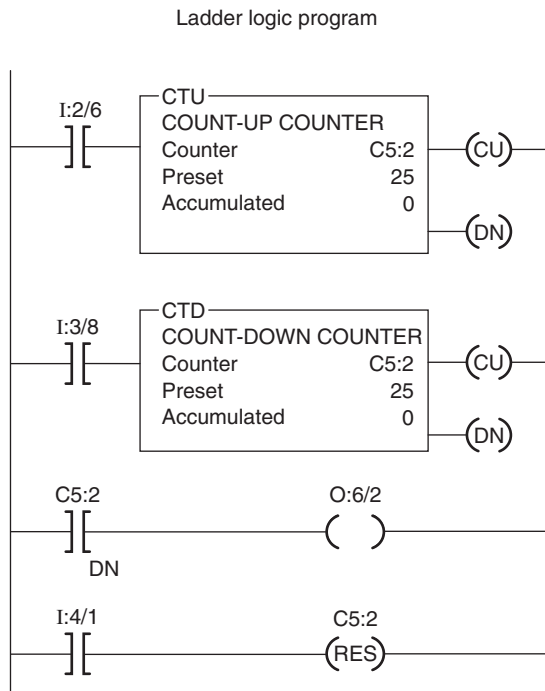 Ladder logic program
I:2/6
CTU
COUNT-UP COUNTER
Counter C5:2
Preset 25
Accumulated 0
CU
DN
I:3/8
CTD
COUNT-DOWN COUNTER
Counter C5:2
Preset 25
Accumulated 0
CU
DN
C5:2 O:6/2
DN
I:4/1 C5:2
RES